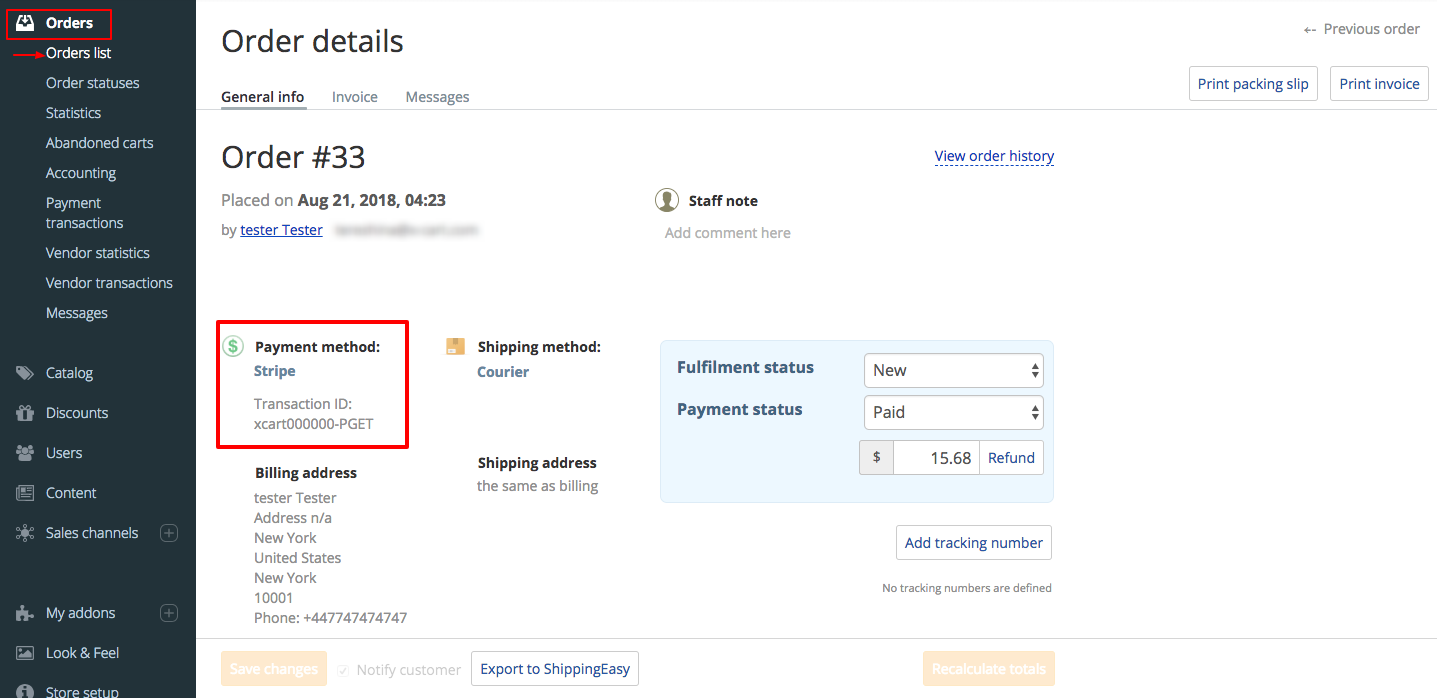 Orders
Orders list
Order statuses
Statistics
Abandoned carts
Accounting
Payment
transactions
Vendor statistics
Vendor transactions
Messages
Catalog
Discounts
Users
Content
Sales channels
My addons
Look & Feel
Store setup
Order details
← Previous order
General info Invoice Messages
Print packing slip Print invoice
Order #33
View order history
Placed on Aug 21, 2018, 04:23
by tester Tester
Staff note
Add comment here
$ Payment method:
Stripe
Transaction ID:
xcart000000-PGET
Shipping method:
Courier
Fulfilment status New
Payment status Paid
$ 15.68 Refund
Billing address
tester Tester
Address n/a
New York
United States
New York
10001
Phone: +447747474747
Shipping address
the same as billing
Add tracking number
No tracking numbers are defined
Save changes Notify customer Export to ShippingEasy Recalculate totals